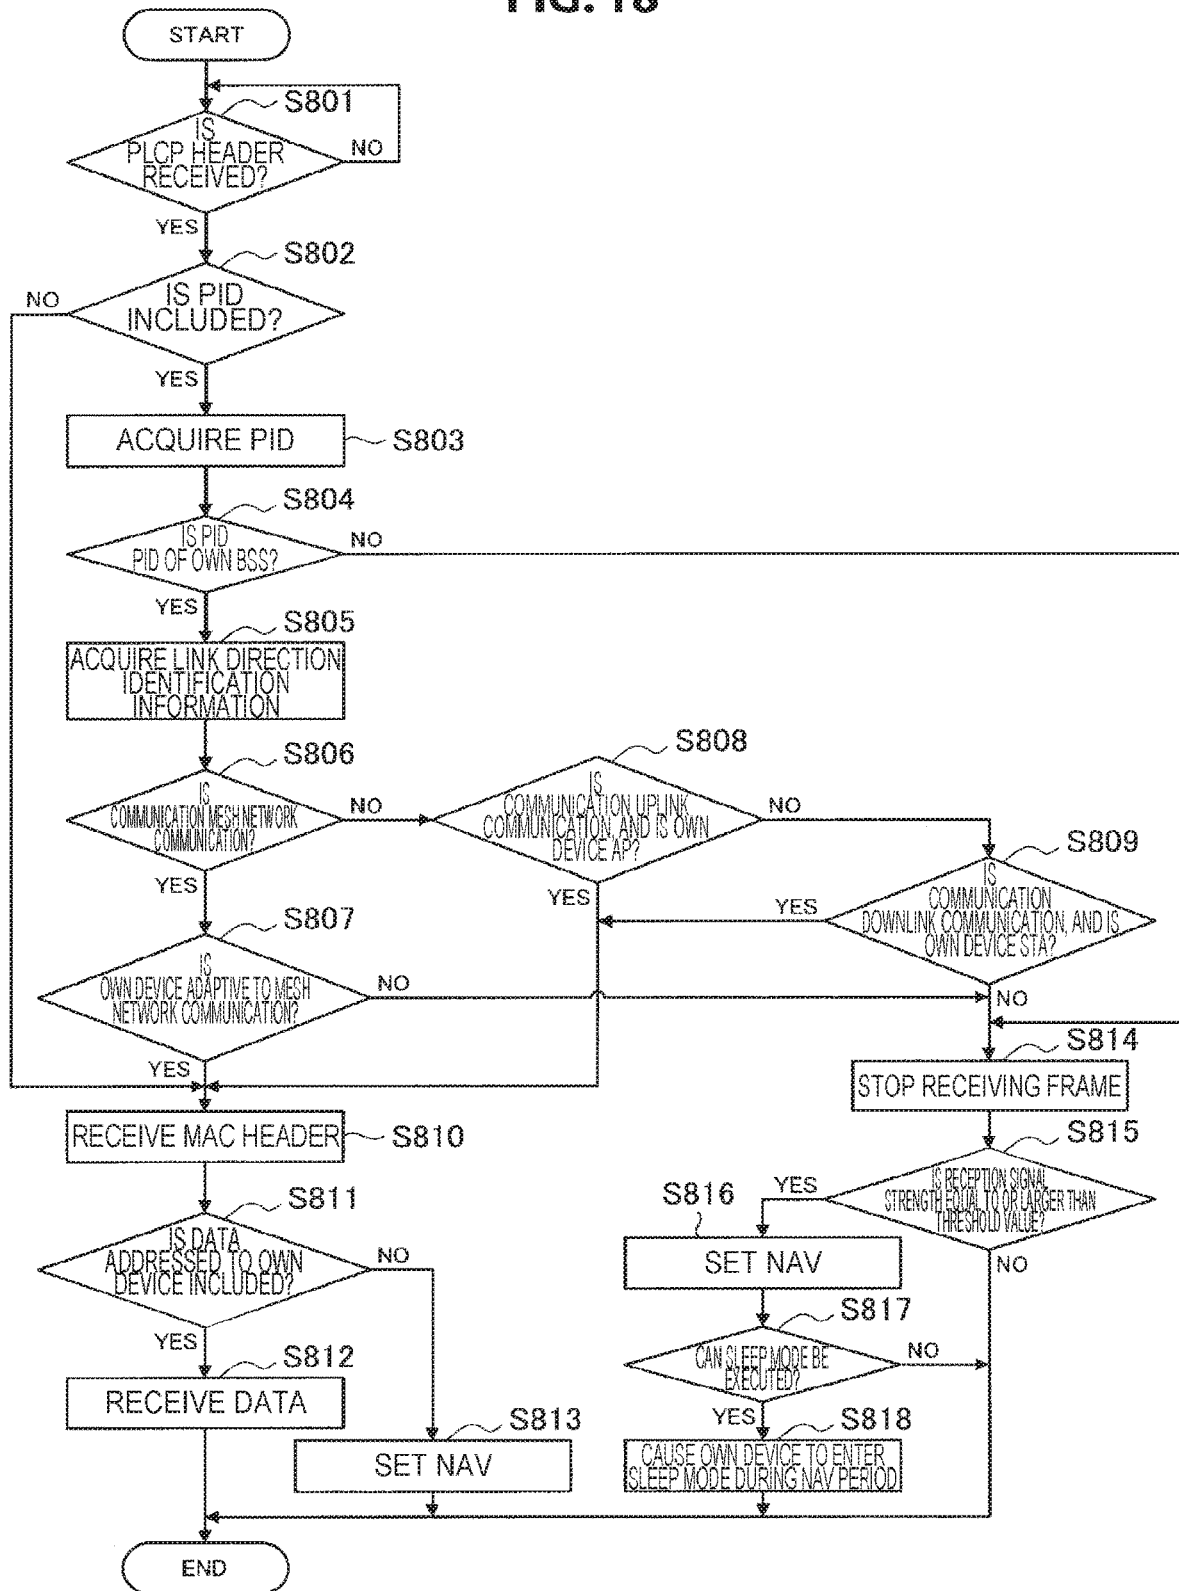 START
S801
IS
PLCP HEADER
RECEIVED?
NO
YES
S802
IS PID
INCLUDED?
NO
YES
ACQUIRE PID
S803
S804
IS PID
PID OF OWN BSS?
NO
YES
S805
ACQUIRE LINK DIRECTION
IDENTIFICATION
INFORMATION
S806
IS
COMMUNICATION MESH NETWORK
COMMUNICATION?
NO
YES
S808
IS
COMMUNICATION UPLINK
COMMUNICATION, AND IS OWN
DEVICE AP?
NO
YES
S809
IS
COMMUNICATION
DOWNLINK COMMUNICATION, AND IS
OWN DEVICE STA?
YES
NO
S807
IS
OWN DEVICE ADAPTIVE TO MESH
NETWORK COMMUNICATION?
NO
YES
S814
STOP RECEIVING FRAME
RECEIVE MAC HEADER
S810
S815
IS RECEPTION SIGNAL
STRENGTH EQUAL TO OR LARGER THAN
THRESHOLD VALUE?
YES
NO
S816
SET NAV
S811
IS DATA
ADDRESSED TO OWN
DEVICE INCLUDED?
NO
YES
S817
CAN SLEEP MODE BE
EXECUTED?
NO
YES
S812
RECEIVE DATA
S813
SET NAV
S818
CAUSE OWN DEVICE TO ENTER
SLEEP MODE DURING NAV PERIOD
END